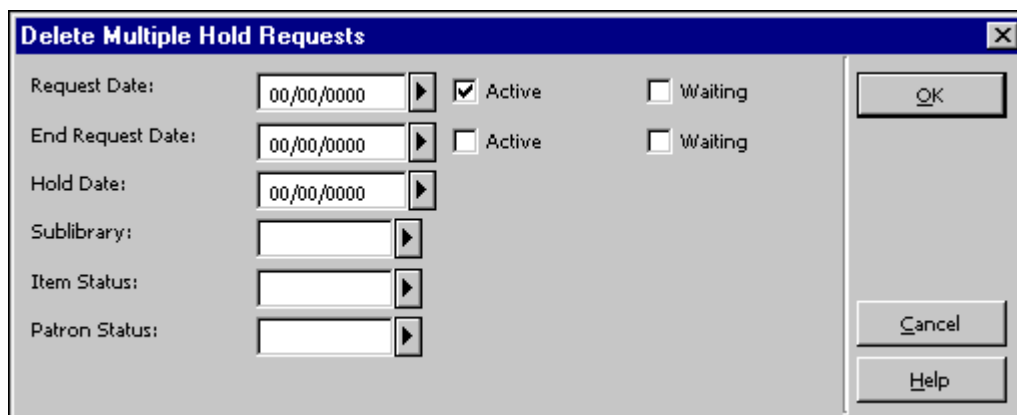 Delete Multiple Hold Requests
Request Date: 00/00/0000 Active Waiting
End Request Date: 00/00/0000 Active Waiting
Hold Date: 00/00/0000
Sublibrary:
Item Status:
Patron Status:
OK
Cancel
Help